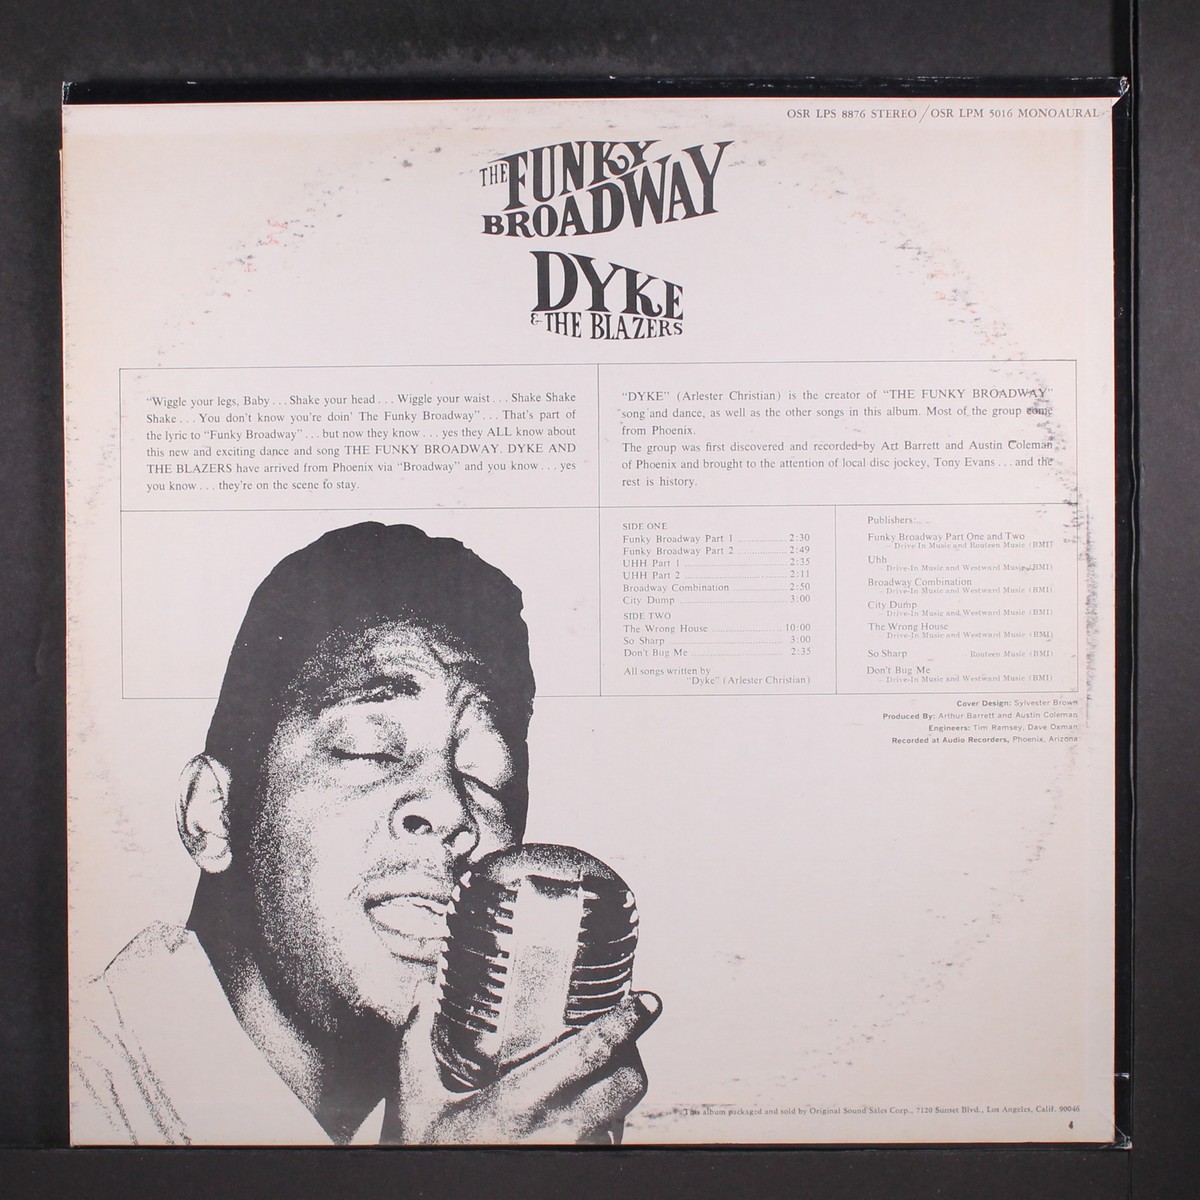 OSR LPS 8876 STEREO / OSR LPM 5016 MONOAURAL
THE FUNKY
BROADWAY
DYKE
& THE BLAZERS
"Wiggle your legs, Baby . . . Shake your head . . . Wiggle your waist . . . Shake Shake
Shake . . . You don't know you're doin' The Funky Broadway" . . . That's part of
the lyric to "Funky Broadway" . . . but now they know . . . yes they ALL know about
this new and exciting dance and song THE FUNKY BROADWAY. DYKE AND
THE BLAZERS have arrived from Phoenix via "Broadway" and you know . . . yes
you know . . . they're on the scene to stay.
"DYKE" (Arlester Christian) is the creator of "THE FUNKY BROADWAY"
song and dance, as well as the other songs in this album. Most of the group come
from Phoenix.
The group was first discovered and recorded by Art Barrett and Austin Coleman
of Phoenix and brought to the attention of local disc jockey, Tony Evans . . . and the
rest is history.
SIDE ONE
Funky Broadway Part 1 2:30
Funky Broadway Part 2 2:49
UHH Part 1 2:35
UHH Part 2 2:11
Broadway Combination 2:50
City Dump 3:00
SIDE TWO
The Wrong House 10:00
So Sharp 3:00
Don't Bug Me 2:35
All songs written by
"Dyke" (Arlester Christian)
Publishers:
Funky Broadway Part One and Two
– Drive-In Music and Routeen Music (BMI)
Uhh
Drive-In Music and Westward Music (BMI)
Broadway Combination
– Drive-In Music and Westward Music (BMI)
City Dump
– Drive-In Music and Westward Music (BMI)
The Wrong House
Drive-In Music and Westward Music (BMI)
So Sharp Routeen Music (BMI)
Don't Bug Me
– Drive-In Music and Westward Music (BMI)
Cover Design: Sylvester Brown
Produced By: Arthur Barrett and Austin Coleman
Engineers: Tim Ramsey, Dave Oxman
Recorded at Audio Recorders, Phoenix, Arizona
This album packaged and sold by Original Sound Sales Corp., 7120 Sunset Blvd., Los Angeles, Calif. 90046
4